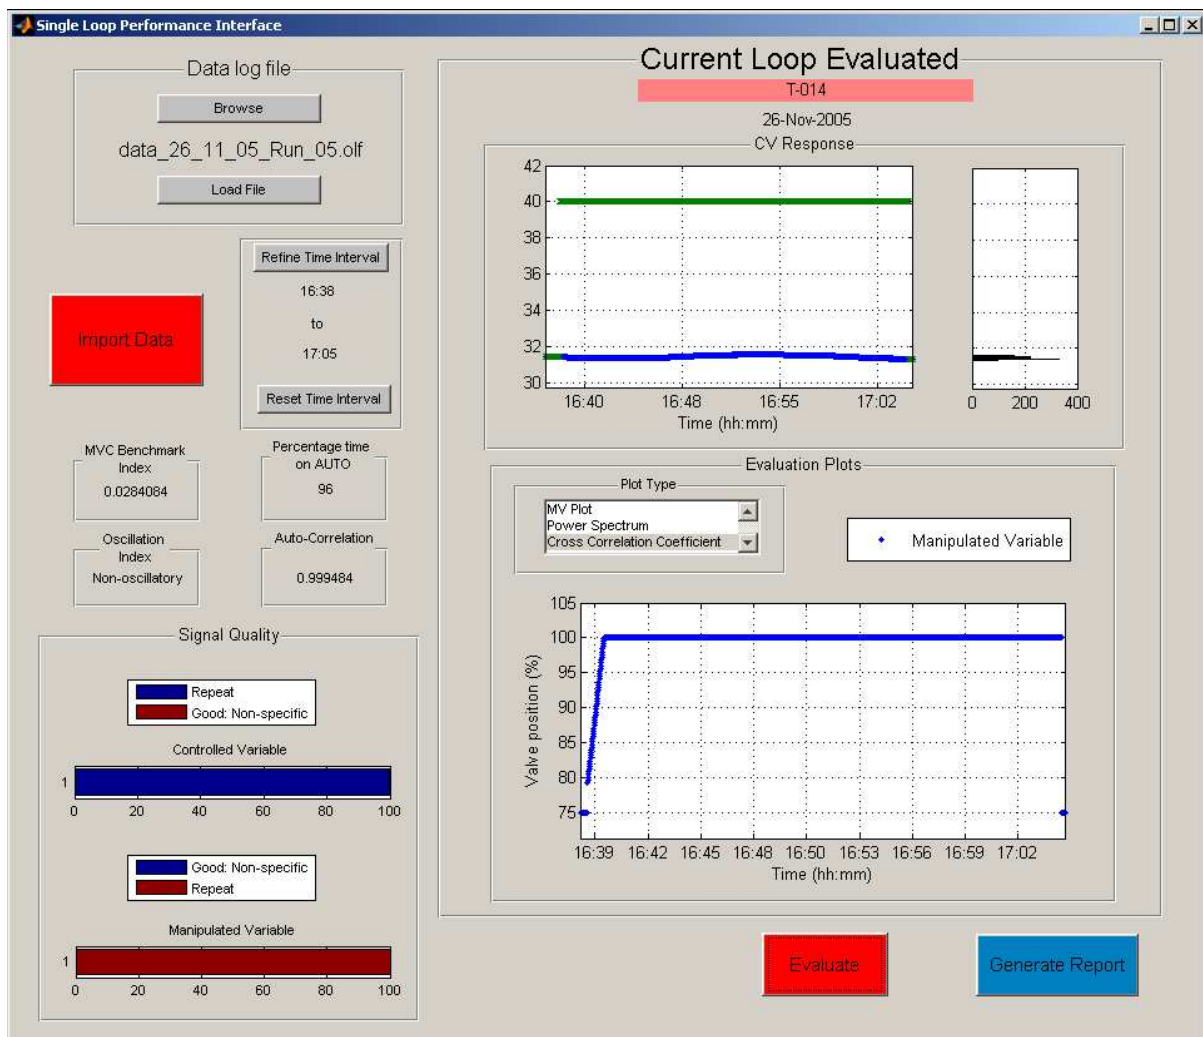 Single Loop Performance Interface
Data log file
Browse
data_26_11_05_Run_05.olf
Load File
Import Data
Refine Time Interval
16:38
to
17:05
Reset Time Interval
MVC Benchmark
Index
0.0284084
Percentage time
on AUTO
96
Oscillation
Index
Non-oscillatory
Auto-Correlation
0.999484
Signal Quality
Repeat
Good: Non-specific
Controlled Variable
1
0 20 40 60 80 100
Good: Non-specific
Repeat
Manipulated Variable
1
0 20 40 60 80 100
Current Loop Evaluated
T-014
26-Nov-2005
CV Response
42
40
38
36
34
32
30
16:40 16:48 16:55 17:02
Time (hh:mm)
0 200 400
Evaluation Plots
Plot Type
MV Plot
Power Spectrum
Cross Correlation Coefficient
Manipulated Variable
Valve position (%)
105
100
95
90
85
80
75
16:39 16:42 16:45 16:48 16:50 16:53 16:56 16:59 17:02
Time (hh:mm)
Evaluate
Generate Report